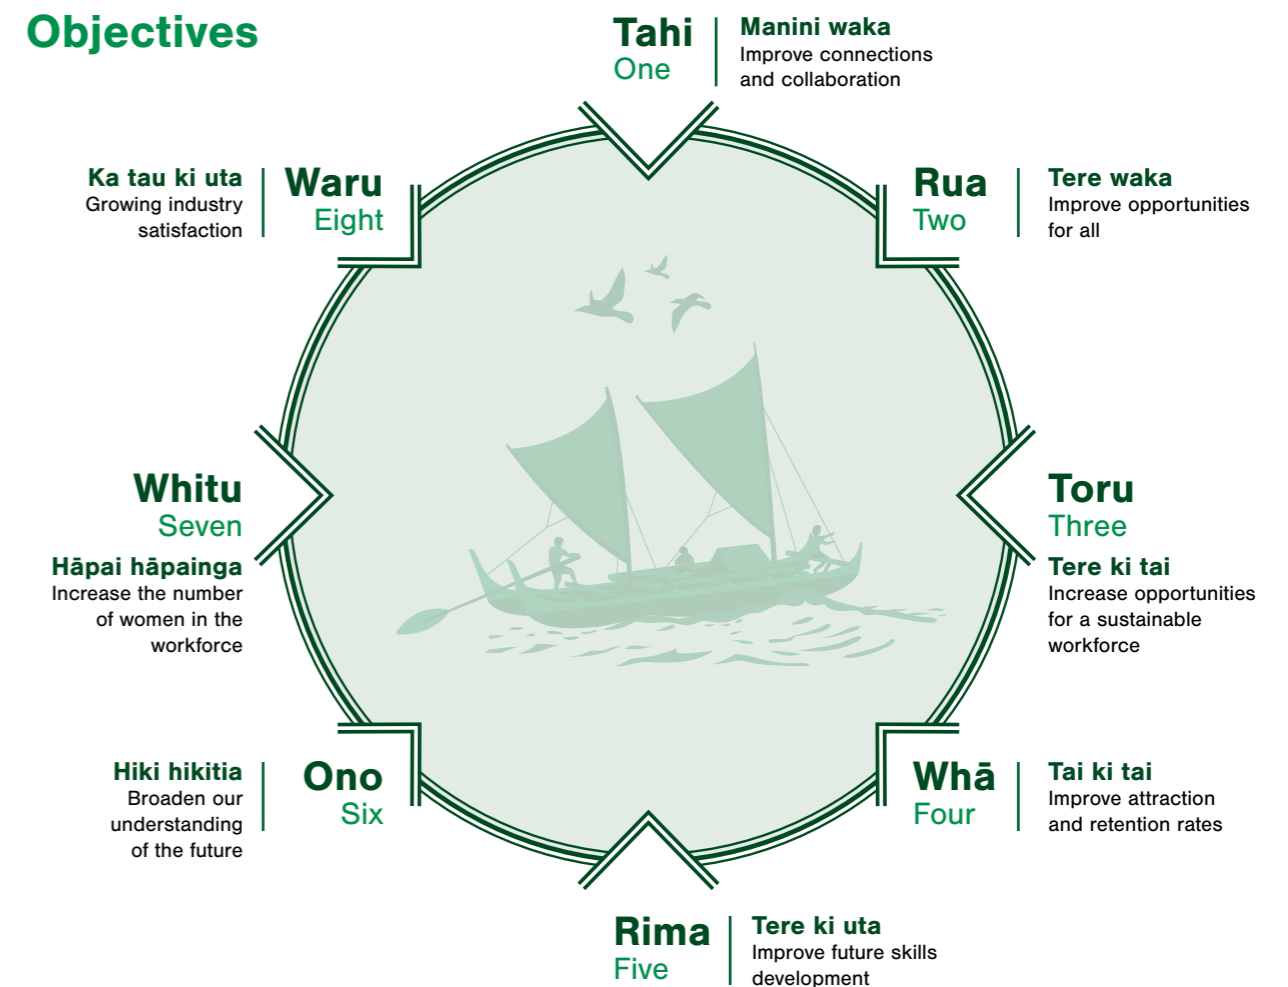 Objectives
Tahi
One
Manini waka
Improve connections
and collaboration
Rua
Two
Tere waka
Improve opportunities
for all
Toru
Three
Tere ki tai
Increase opportunities
for a sustainable
workforce
Whā
Four
Tai ki tai
Improve attraction
and retention rates
Rima
Five
Tere ki uta
Improve future skills
development
Ono
Six
Hiki hikitia
Broaden our
understanding
of the future
Whitu
Seven
Hāpai hāpainga
Increase the number
of women in the
workforce
Waru
Eight
Ka tau ki uta
Growing industry
satisfaction